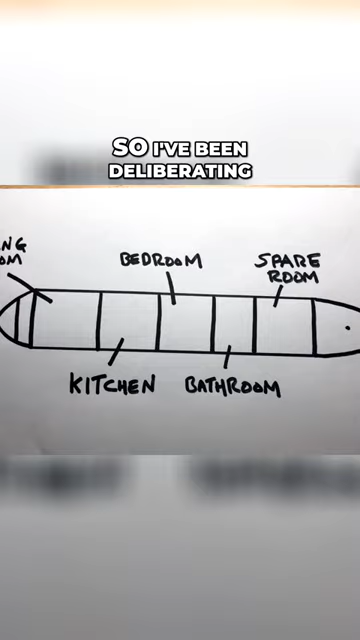 SO I'VE BEEN
DELIBERATING
BEDROOM
SPARE
ROOM
KITCHEN
BATHROOM